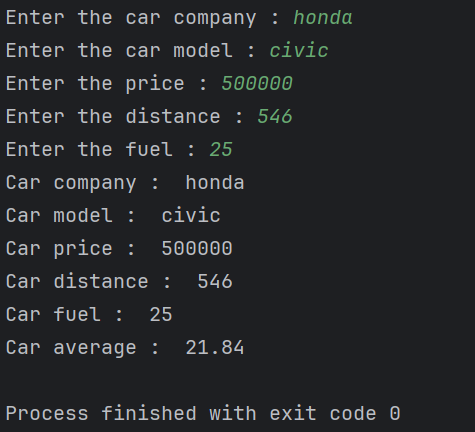 Enter the car company : honda
Enter the car model : civic
Enter the price : 500000
Enter the distance : 546
Enter the fuel : 25
Car company :  honda
Car model :  civic
Car price :  500000
Car distance :  546
Car fuel :  25
Car average :  21.84
Process finished with exit code 0